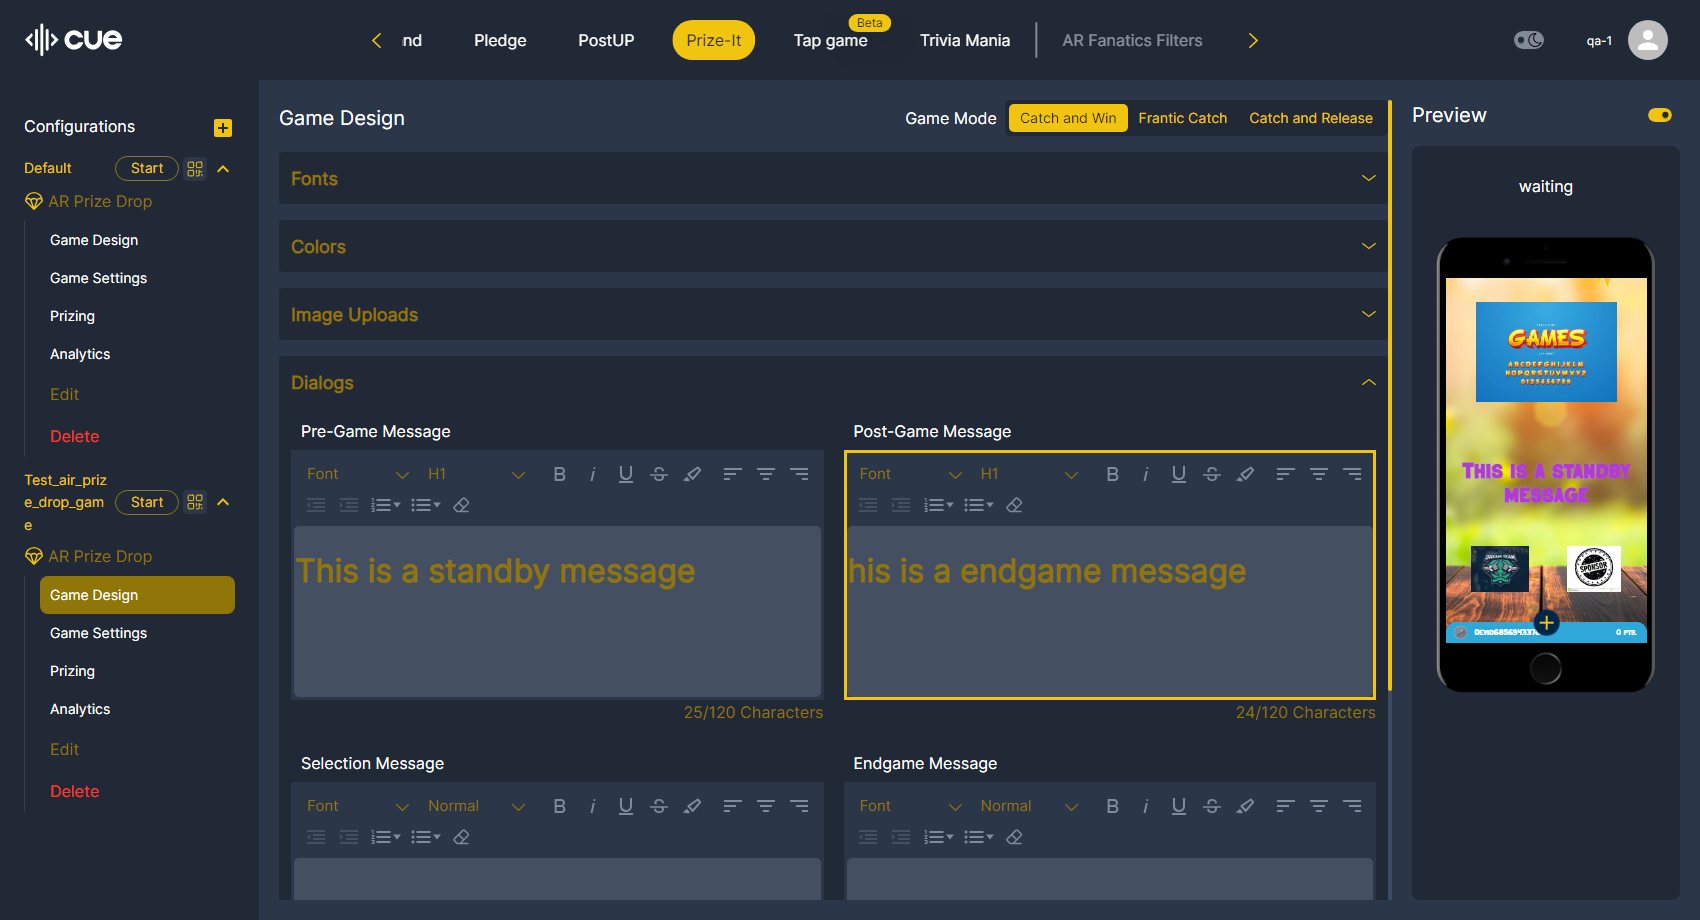 cue
nd
Pledge
PostUP
Prize-It
Beta
Tap game
Trivia Mania
AR Fanatics Filters
qa-1
Configurations
Default
Start
AR Prize Drop
Game Design
Game Settings
Prizing
Analytics
Edit
Delete
Test_air_priz
e_drop_gam
e
Start
AR Prize Drop
Game Design
Game Settings
Prizing
Analytics
Edit
Delete
Game Design
Game Mode
Catch and Win
Frantic Catch
Catch and Release
Fonts
Colors
Image Uploads
Dialogs
Pre-Game Message
Font
H1
This is a standby message
25/120 Characters
Post-Game Message
Font
H1
his is a endgame message
24/120 Characters
Selection Message
Font
Normal
Endgame Message
Font
Normal
Preview
waiting
GAMES
ABCDEFGHIJKLM
NOPQRSTUVWXYZ
0123456789
This is a standby
message
SPONSOR
0 PTS.